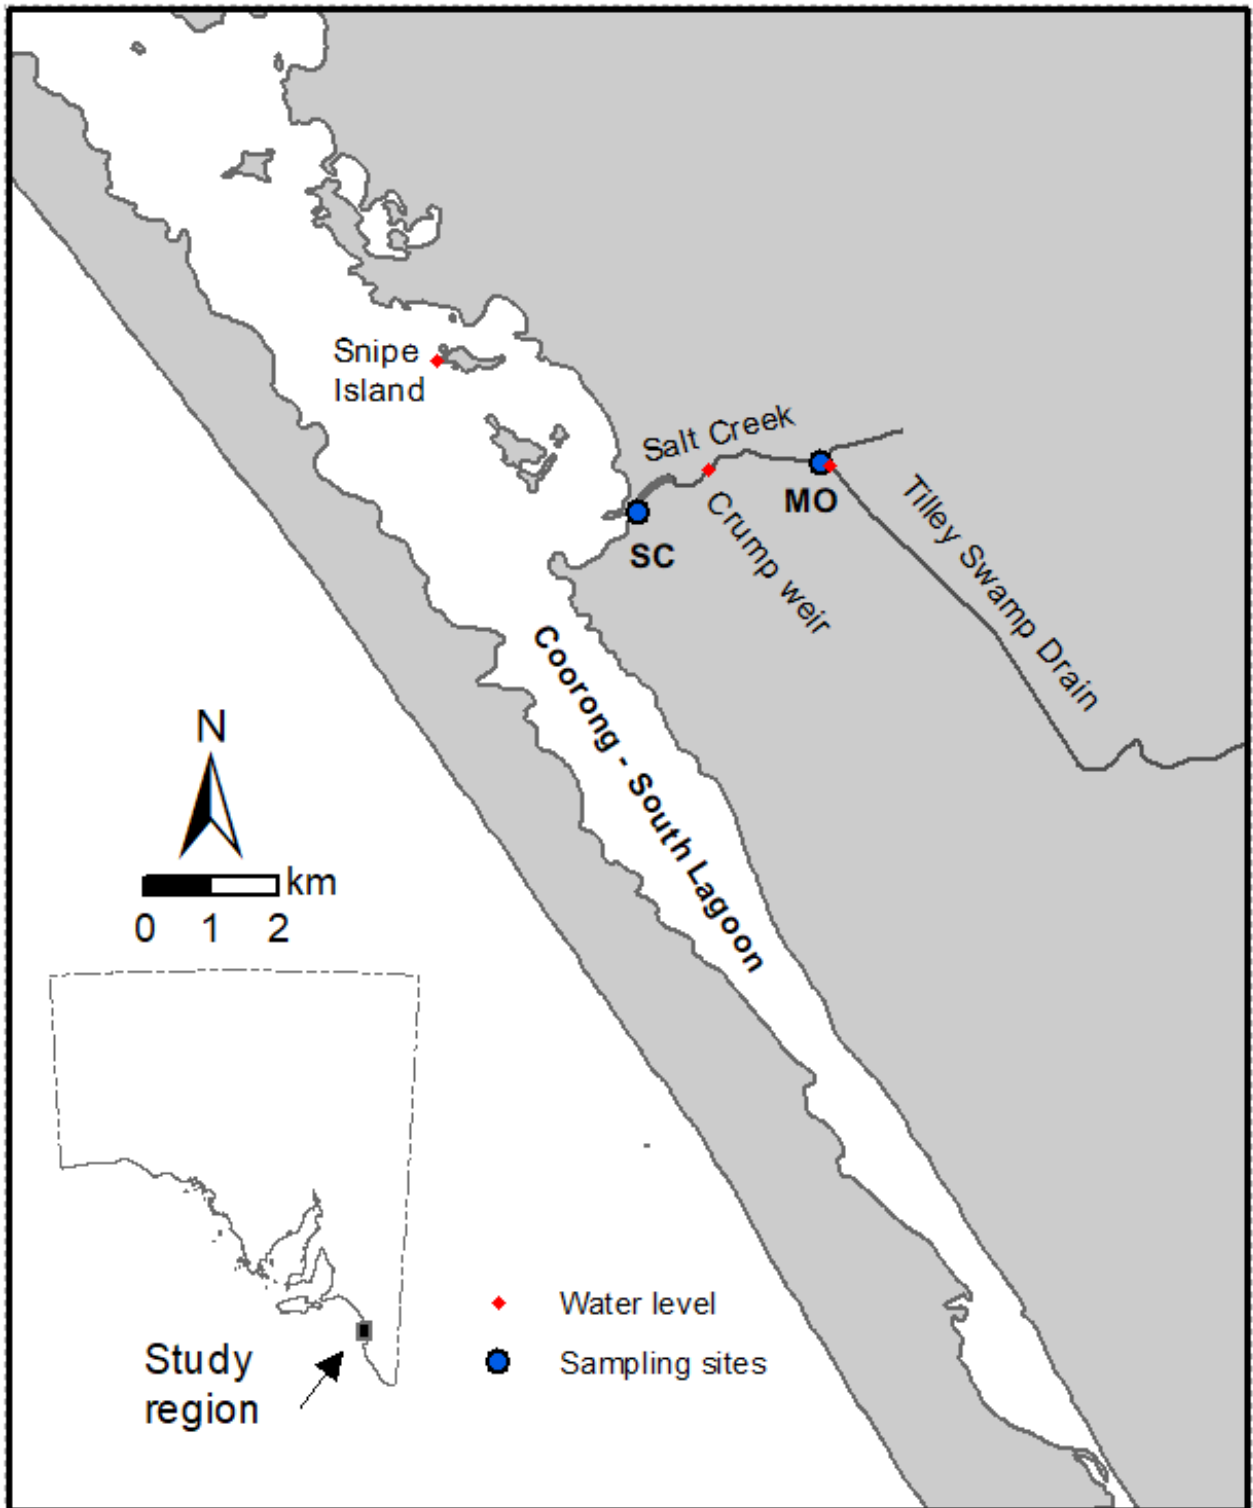 Snipe
Island
Salt Creek
MO
SC
Crump weir
Tilley Swamp Drain
Coorong - South Lagoon
N
km
0 1 2
Water level
Sampling sites
Study
region